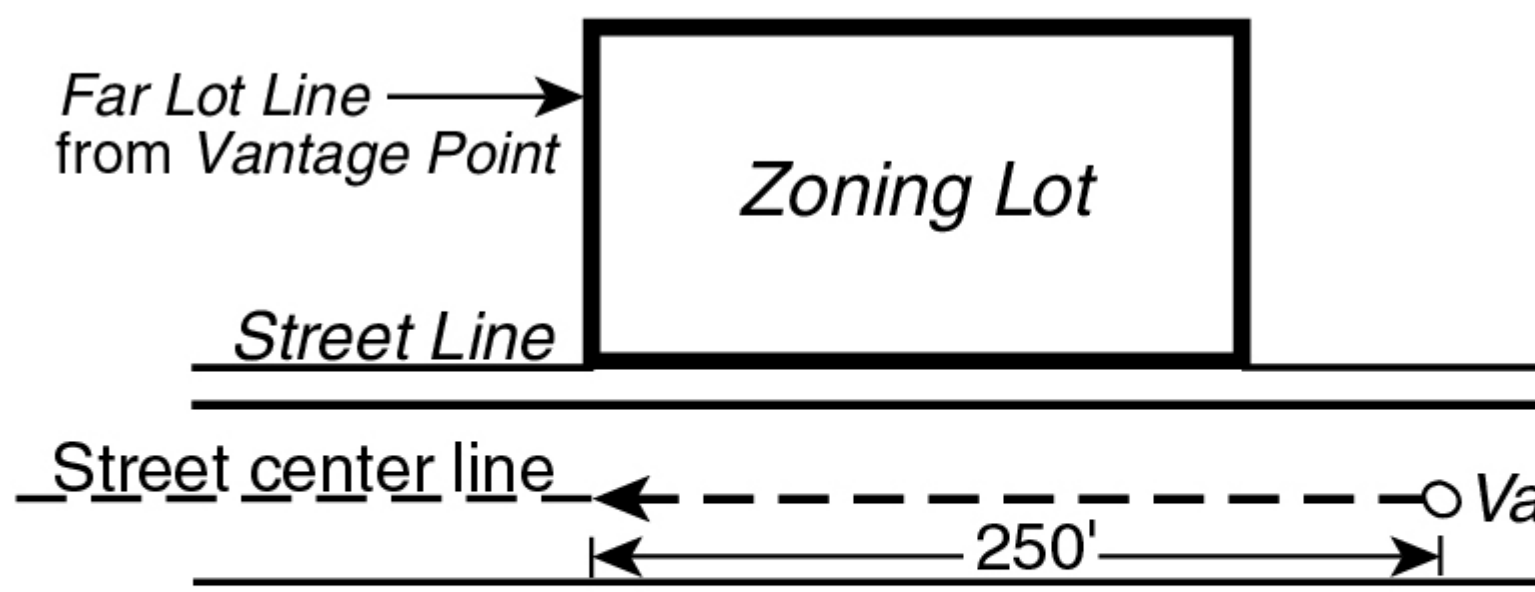 Far Lot Line
from Vantage Point
Zoning Lot
Street Line
Street center line
250'